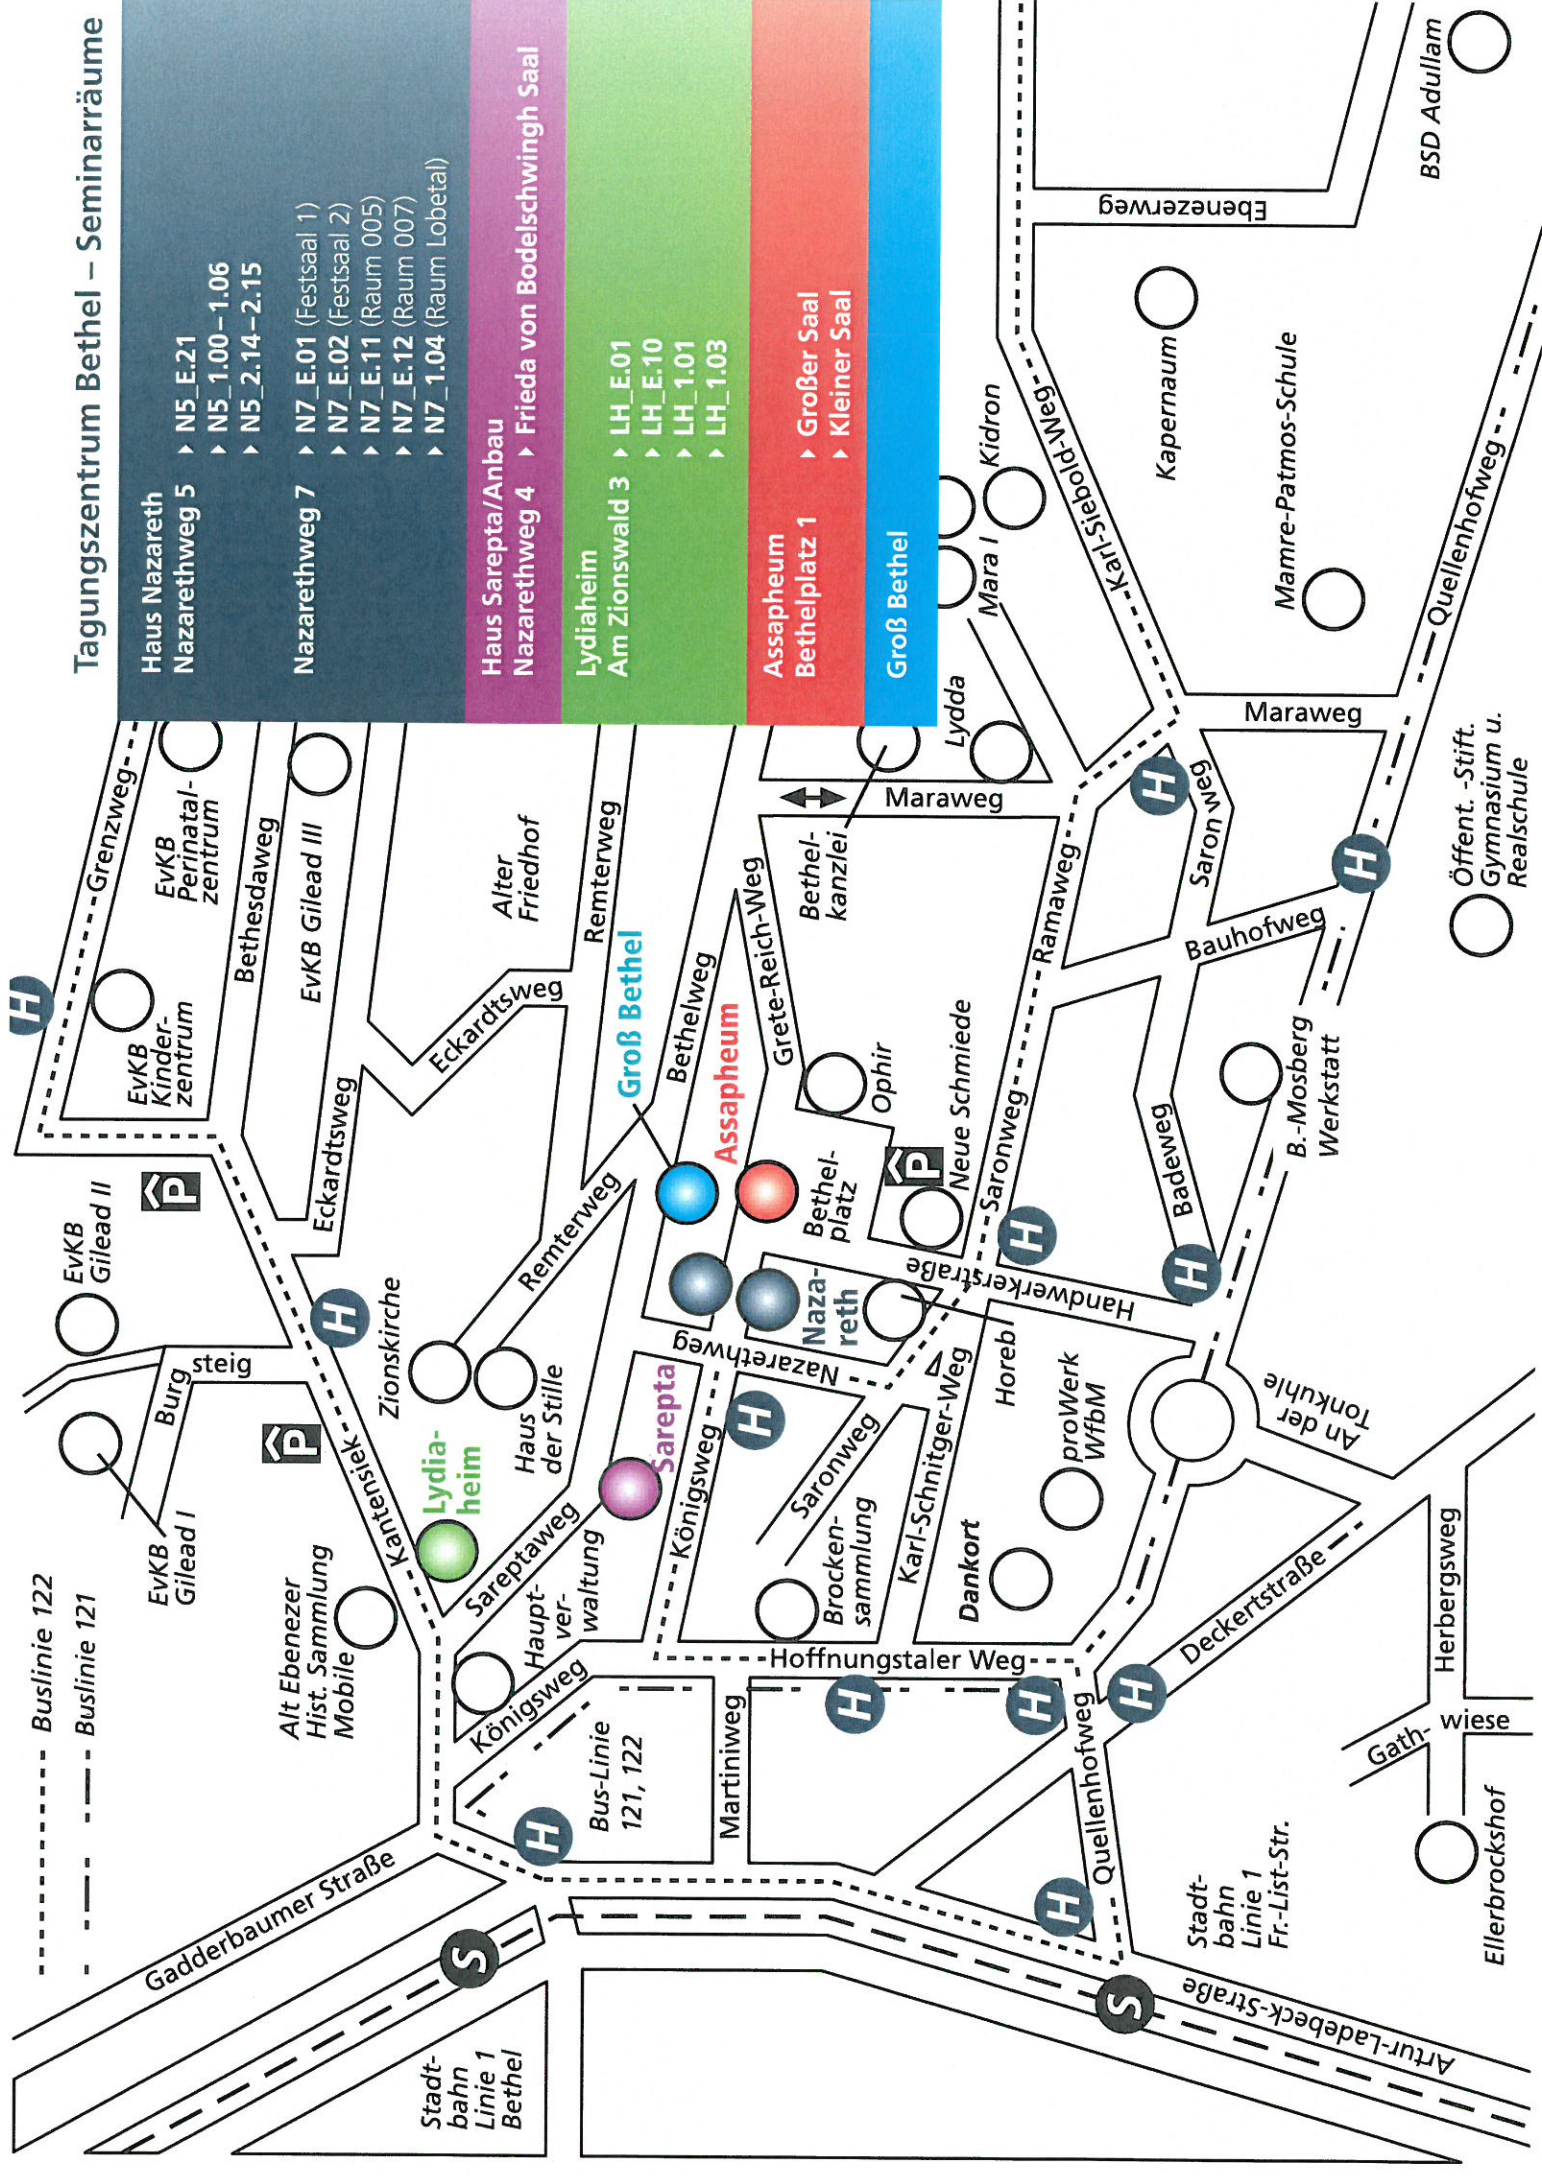 Tagungszentrum Bethel – Seminarräume
Haus Nazareth
Nazarethweg 5 ▸ N5_E.21
▸ N5_1.00–1.06
▸ N5_2.14–2.15
Nazarethweg 7 ▸ N7_E.01 (Festsaal 1)
▸ N7_E.02 (Festsaal 2)
▸ N7_E.11 (Raum 005)
▸ N7_E.12 (Raum 007)
▸ N7_1.04 (Raum Lobetal)
Haus Sarepta/Anbau
Nazarethweg 4 ▸ Frieda von Bodelschwingh Saal
Lydiaheim
Am Zionswald 3 ▸ LH_E.01
▸ LH_E.10
▸ LH_1.01
▸ LH_1.03
Assapheum
Bethelplatz 1 ▸ Großer Saal
▸ Kleiner Saal
Groß Bethel
Buslinie 122
Buslinie 121
Gadderbaumer Straße
S
Stadt-
bahn
Linie 1
Bethel
EvKB
Gilead I
Burg
steig
EvKB
Gilead II
P
P
H
Grenzweg
EvKB
Kinder-
zentrum
EvKB
Perinatal-
zentrum
Bethesdaweg
EvKB Gilead III
Eckardtsweg
Eckardtsweg
Alter
Friedhof
Remterweg
Remterweg
Kantensiek
H
Zionskirche
Haus
der Stille
Alt Ebenezer
Hist. Sammlung
Mobile
Lydia-
heim
Sareptaweg
Haupt-
ver-
waltung
Königsweg
Königsweg
Sarepta
Nazarethweg
Groß Bethel
Bethelweg
Assapheum
Grete-Reich-Weg
Bethel-
kanzlei
Ophir
Bethel-
platz
Naza-
reth
P
Neue Schmiede
Maraweg
Lydda
Mara I
Kidron
H
Bus-Linie
121, 122
Martiniweg
Hoffnungstaler Weg
H
H
H
Brocken-
sammlung
Saronweg
Karl-Schnitger-Weg
Horeb
Handwerkerstraße
Saronweg
H
H
Ramaweg
Badeweg
Bauhofweg
Saron weg
H
H
Maraweg
Karl-Siebold-Weg
Ebenezerweg
Kapernaum
Mamre-Patmos-Schule
BSD Adullam
Quellenhofweg
Öffent. -Stift.
Gymnasium u.
Realschule
B.-Mosberg
Werkstatt
Dankort
proWerk
WfbM
An der
Tonkuhle
Deckertstraße
H
Quellenhofweg
H
S
Stadt-
bahn
Linie 1
Fr.-List-Str.
Artur-Ladebeck-Straße
Herbergsweg
Gath-
wiese
Ellerbrockshof